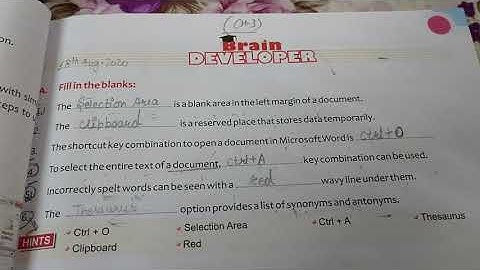 (Ch-3)
Brain
DEVELOPER
28th Aug. 2020
Fill in the blanks:
The Selection Area is a blank area in the left margin of a document.
The clipboard is a reserved place that stores data temporarily.
The shortcut key combination to open a document in Microsoft Word is ctrl+O
To select the entire text of a document, ctrl+A key combination can be used.
Incorrectly spelt words can be seen with a red wavy line under them.
The Thesaurus option provides a list of synonyms and antonyms.
HINTS
Ctrl + O
Selection Area
Ctrl + A
Thesaurus
Clipboard
Red
on.
with sim
eps to